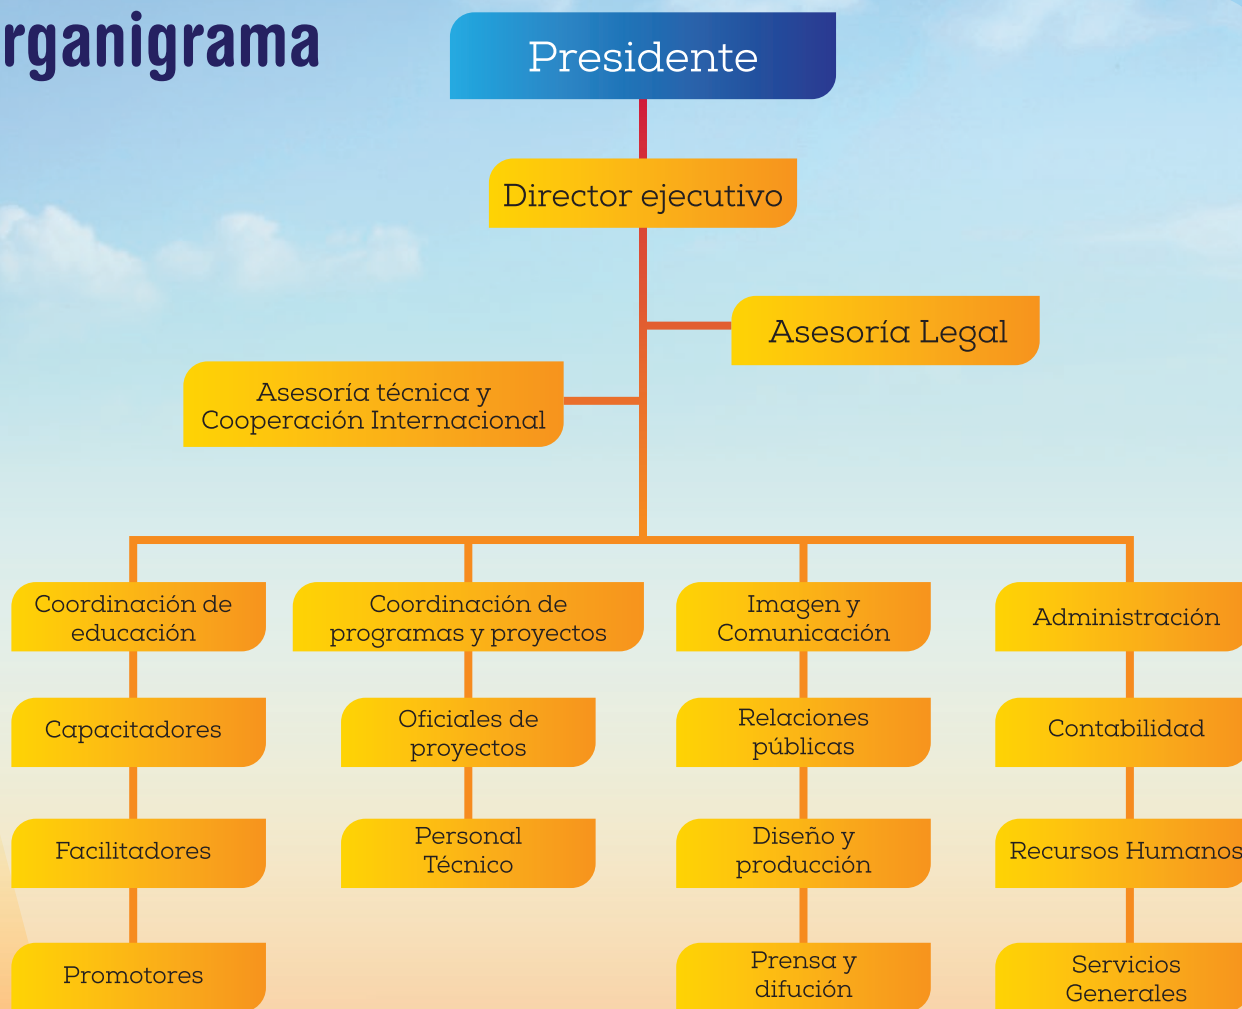 rganigrama
Presidente
Director ejecutivo
Asesoría Legal
Asesoría técnica y
Cooperación Internacional
Coordinación de
educación
Capacitadores
Facilitadores
Promotores
Coordinación de
programas y proyectos
Oficiales de
proyectos
Personal
Técnico
Imagen y
Comunicación
Relaciones
públicas
Diseño y
producción
Prensa y
difución
Administración
Contabilidad
Recursos Humanos
Servicios
Generales